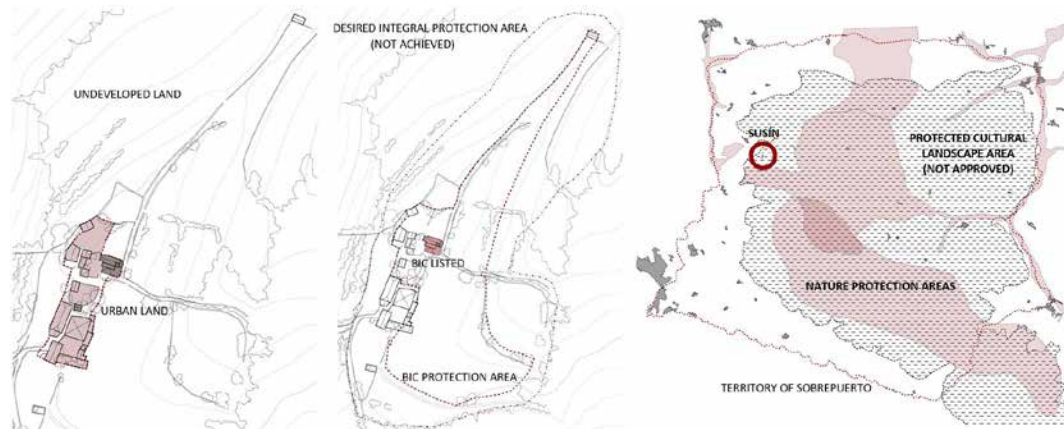 UNDEVELOPED LAND
URBAN LAND
DESIRED INTEGRAL PROTECTION AREA
(NOT ACHIEVED)
BIC LISTED
BIC PROTECTION AREA
SUSÍN
PROTECTED CULTURAL
LANDSCAPE AREA
(NOT APPROVED)
NATURE PROTECTION AREAS
TERRITORY OF SOBREPUERTO